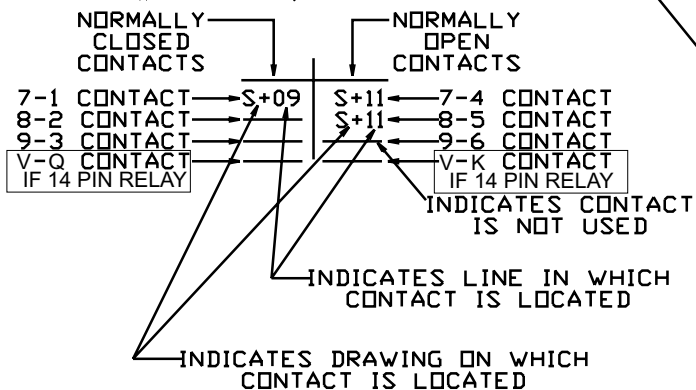 NORMALLY CLOSED CONTACTS
NORMALLY OPEN CONTACTS
7-1 CONTACT S+09 S+11 7-4 CONTACT
8-2 CONTACT S+11 8-5 CONTACT
9-3 CONTACT 9-6 CONTACT
V-Q CONTACT V-K CONTACT
IF 14 PIN RELAY IF 14 PIN RELAY
INDICATES CONTACT
IS NOT USED
INDICATES LINE IN WHICH
CONTACT IS LOCATED
INDICATES DRAWING ON WHICH
CONTACT IS LOCATED